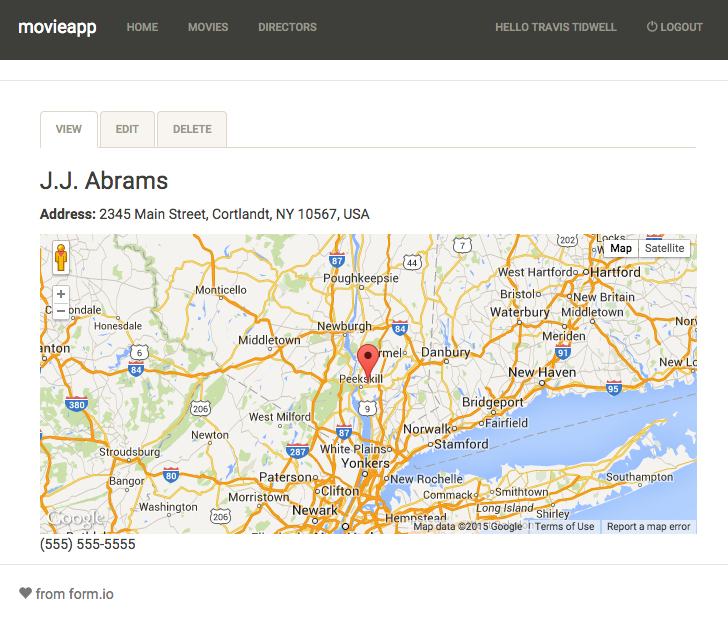 movieapp HOME MOVIES DIRECTORS HELLO TRAVIS TIDWELL LOGOUT
VIEW EDIT DELETE
J.J. Abrams
Address: 2345 Main Street, Cortlandt, NY 10567, USA
202
Map Satellite
7
87
44
West Hartford Hartford
Poughkeepsie
Monticello
Bristol New Britain
Waterbury Middletown
Honesdale
Newburgh 84
Meriden
Middletown
6
Danbury
91
84
New Haven
Peekskill
95
380
206
9
Bridgeport
West Milford
Fairfield
Newton
87
Norwalk
Stamford
Stroudsburg
287
White Plains
Yonkers
80
Bangor
Paterson
New Rochelle
Southampton
Clifton
Commack Smithtown
Morristown
Washington
Newark
Long Island
Shirley
206
Hempstead
Google
Map data ©2015 Google Terms of Use Report a map error
(555) 555-5555
from form.io